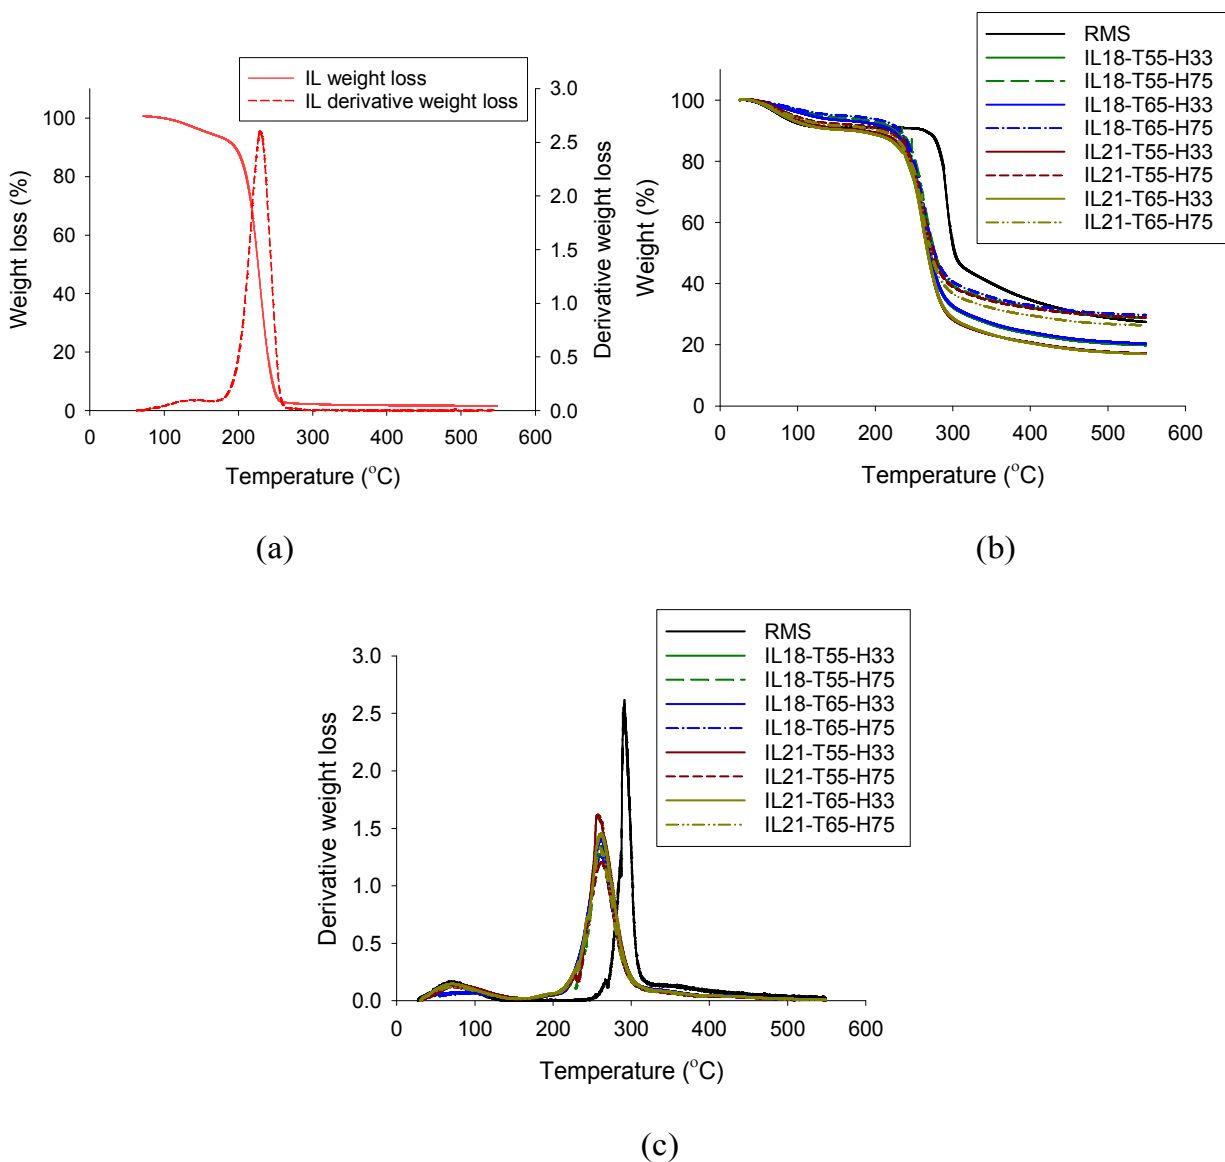 IL weight loss
IL derivative weight loss
Weight loss (%)
100
80
60
40
20
0
3.0
2.5
2.0
1.5
1.0
0.5
0.0
Derivative weight loss
0 100 200 300 400 500 600
Temperature (°C)
(a)
RMS
IL18-T55-H33
IL18-T55-H75
IL18-T65-H33
IL18-T65-H75
IL21-T55-H33
IL21-T55-H75
IL21-T65-H33
IL21-T65-H75
Weight (%)
100
80
60
40
20
0
0 100 200 300 400 500 600
Temperature (°C)
(b)
RMS
IL18-T55-H33
IL18-T55-H75
IL18-T65-H33
IL18-T65-H75
IL21-T55-H33
IL21-T55-H75
IL21-T65-H33
IL21-T65-H75
Derivative weight loss
3.0
2.5
2.0
1.5
1.0
0.5
0.0
0 100 200 300 400 500 600
Temperature (°C)
(c)